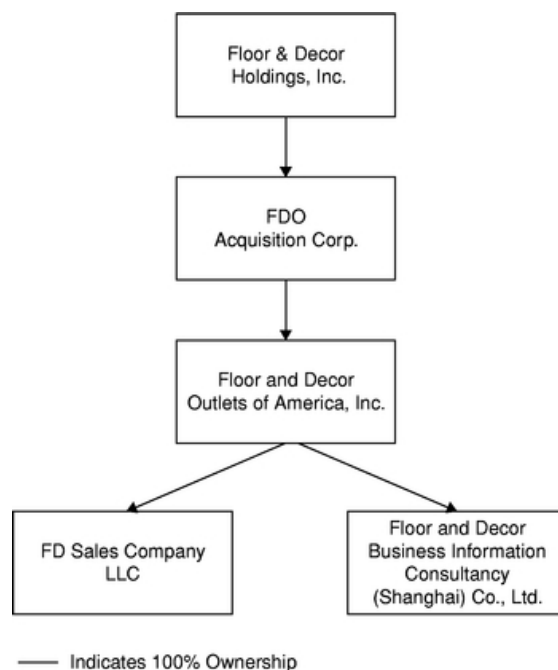 Floor & Decor
Holdings, Inc.
FDO
Acquisition Corp.
Floor and Decor
Outlets of America, Inc.
FD Sales Company
LLC
Floor and Decor
Business Information
Consultancy
(Shanghai) Co., Ltd.
Indicates 100% Ownership